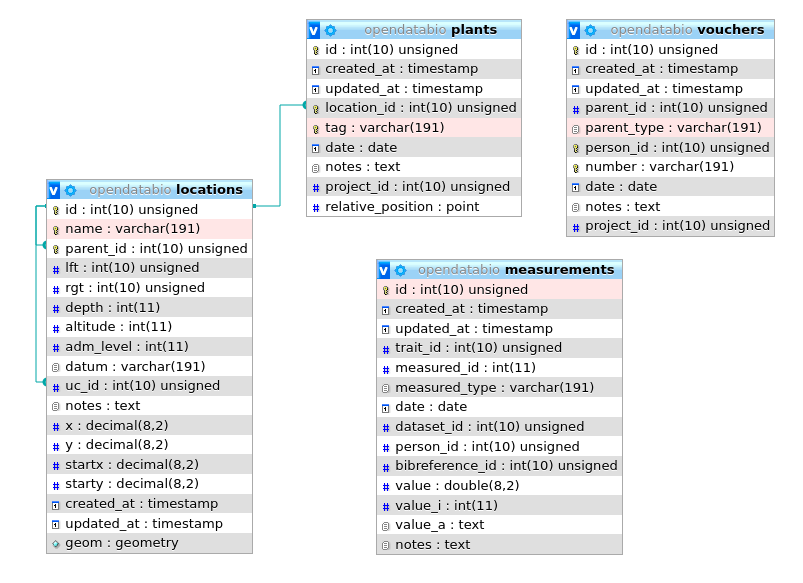 v opendatabio plants
id : int(10) unsigned
created_at : timestamp
updated_at : timestamp
location_id : int(10) unsigned
tag : varchar(191)
date : date
notes : text
project_id : int(10) unsigned
relative_position : point
v opendatabio vouchers
id : int(10) unsigned
created_at : timestamp
updated_at : timestamp
parent_id : int(10) unsigned
parent_type : varchar(191)
person_id : int(10) unsigned
number : varchar(191)
date : date
notes : text
project_id : int(10) unsigned
v opendatabio locations
id : int(10) unsigned
name : varchar(191)
parent_id : int(10) unsigned
lft : int(10) unsigned
rgt : int(10) unsigned
depth : int(11)
altitude : int(11)
adm_level : int(11)
datum : varchar(191)
uc_id : int(10) unsigned
notes : text
x : decimal(8,2)
y : decimal(8,2)
startx : decimal(8,2)
starty : decimal(8,2)
created_at : timestamp
updated_at : timestamp
geom : geometry
v opendatabio measurements
id : int(10) unsigned
created_at : timestamp
updated_at : timestamp
trait_id : int(10) unsigned
measured_id : int(11)
measured_type : varchar(191)
date : date
dataset_id : int(10) unsigned
person_id : int(10) unsigned
bibreference_id : int(10) unsigned
value : double(8,2)
value_i : int(11)
value_a : text
notes : text